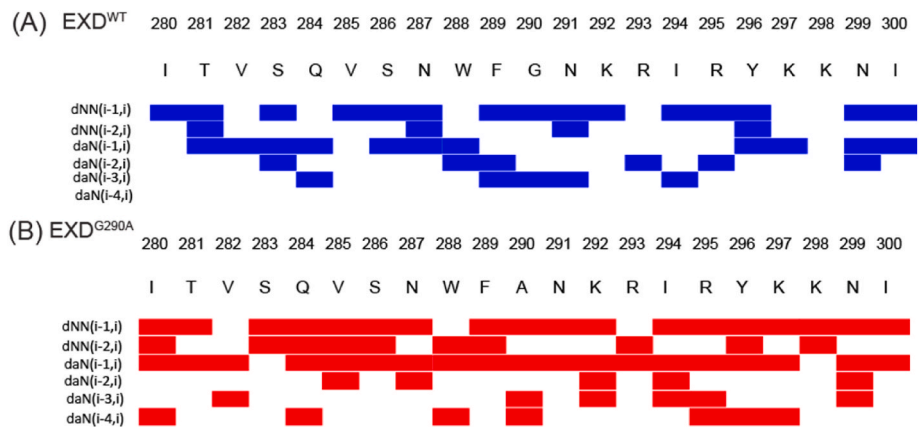 (A) EXD^WT 280 281 282 283 284 285 286 287 288 289 290 291 292 293 294 295 296 297 298 299 300
I T V S Q V S N W F G N K R I R Y K K N I
dNN(i-1,i)
dNN(i-2,i)
daN(i-1,i)
daN(i-2,i)
daN(i-3,i)
daN(i-4,i)
(B) EXD^G290A
280 281 282 283 284 285 286 287 288 289 290 291 292 293 294 295 296 297 298 299 300
I T V S Q V S N W F A N K R I R Y K K N I
dNN(i-1,i)
dNN(i-2,i)
daN(i-1,i)
daN(i-2,i)
daN(i-3,i)
daN(i-4,i)